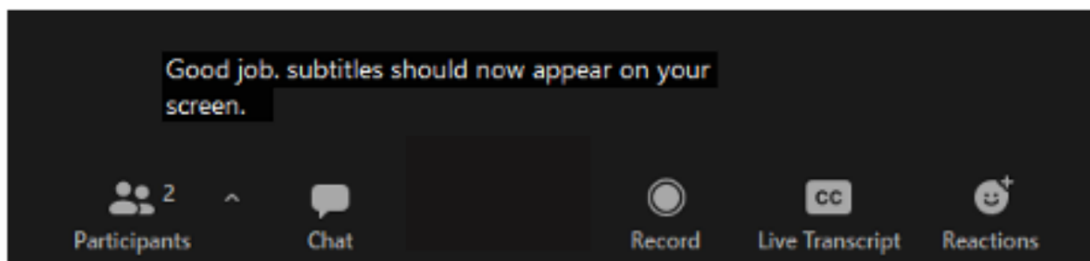 Good job. subtitles should now appear on your
screen.
2
Participants
Chat
Record
CC
Live Transcript
Reactions